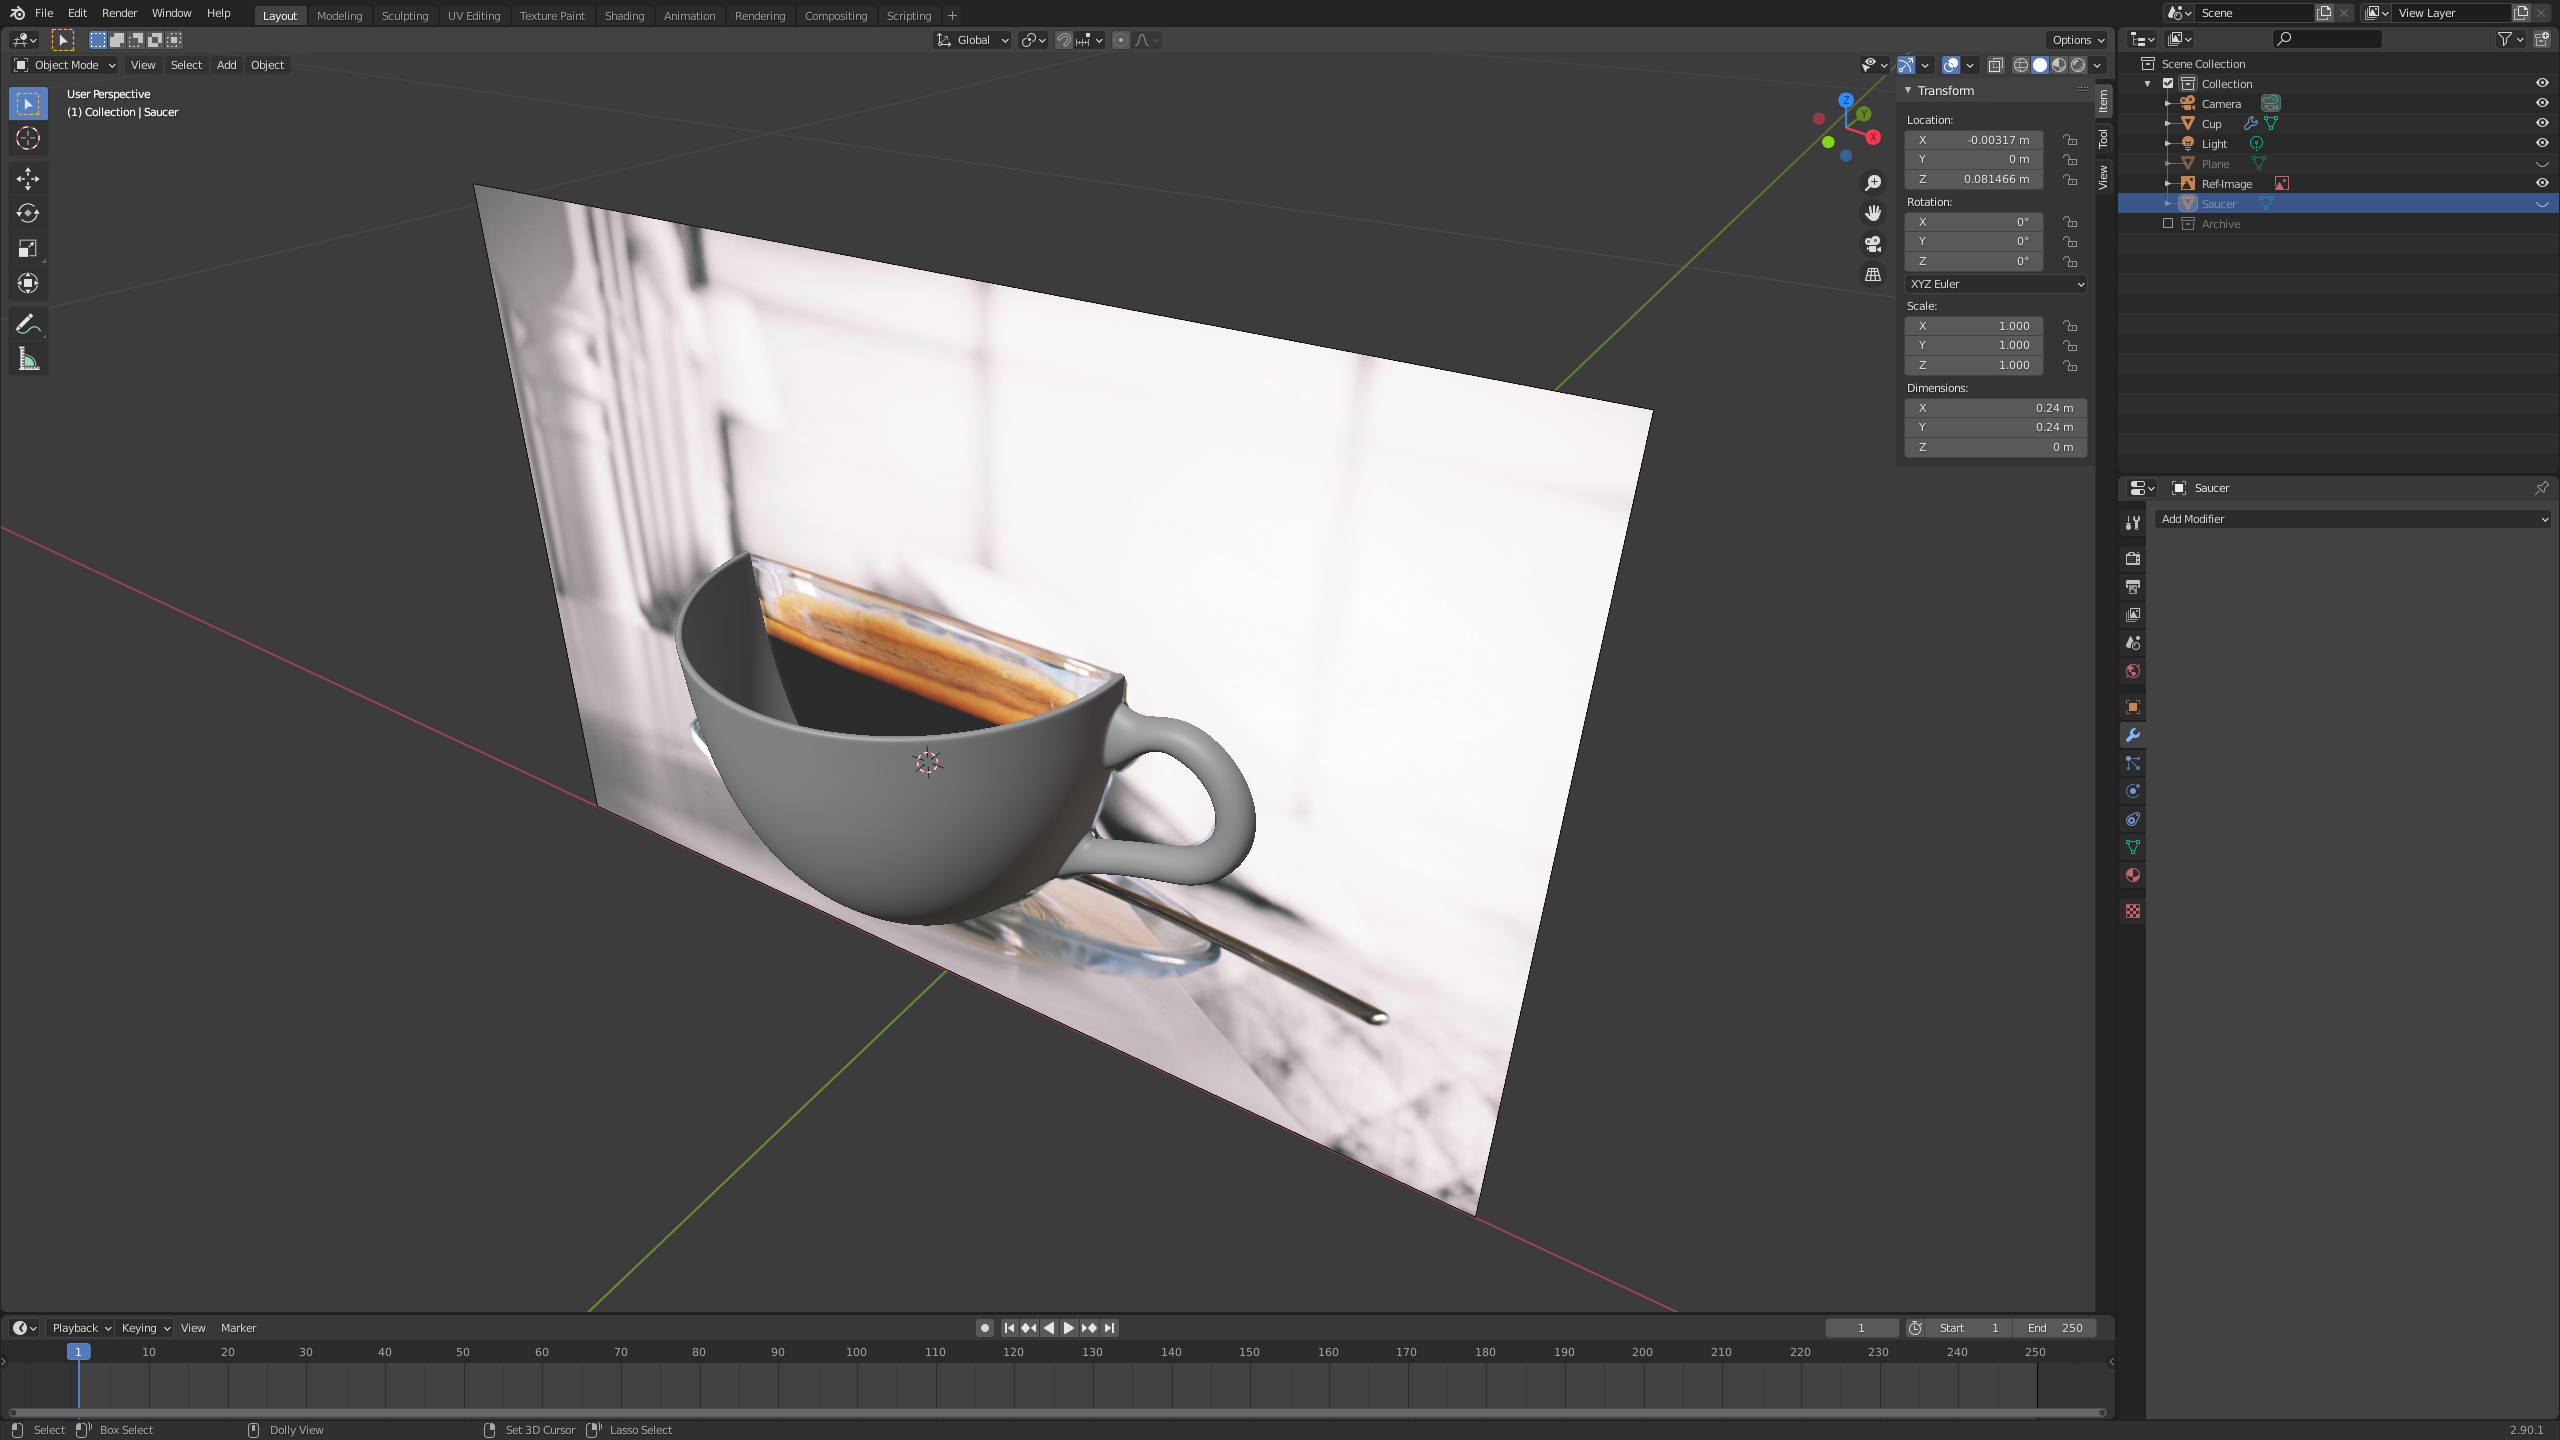 File Edit Render Window Help Layout Modeling Sculpting UV Editing Texture Paint Shading Animation Rendering Compositing Scripting + Scene View Layer
Global Options
Object Mode View Select Add Object
User Perspective
(1) Collection | Saucer
Z
Y
X
Transform
Location:
X -0.00317 m
Y 0 m
Z 0.081466 m
Rotation:
X 0°
Y 0°
Z 0°
XYZ Euler
Scale:
X 1.000
Y 1.000
Z 1.000
Dimensions:
X 0.24 m
Y 0.24 m
Z 0 m
Item
Tool
View
Scene Collection
Collection
Camera
Cup
Light
Plane
Ref-Image
Saucer
Archive
Saucer
Add Modifier
Playback Keying View Marker 1 Start 1 End 250
1 10 20 30 40 50 60 70 80 90 100 110 120 130 140 150 160 170 180 190 200 210 220 230 240 250
Select Box Select Dolly View Set 3D Cursor Lasso Select 2.90.1